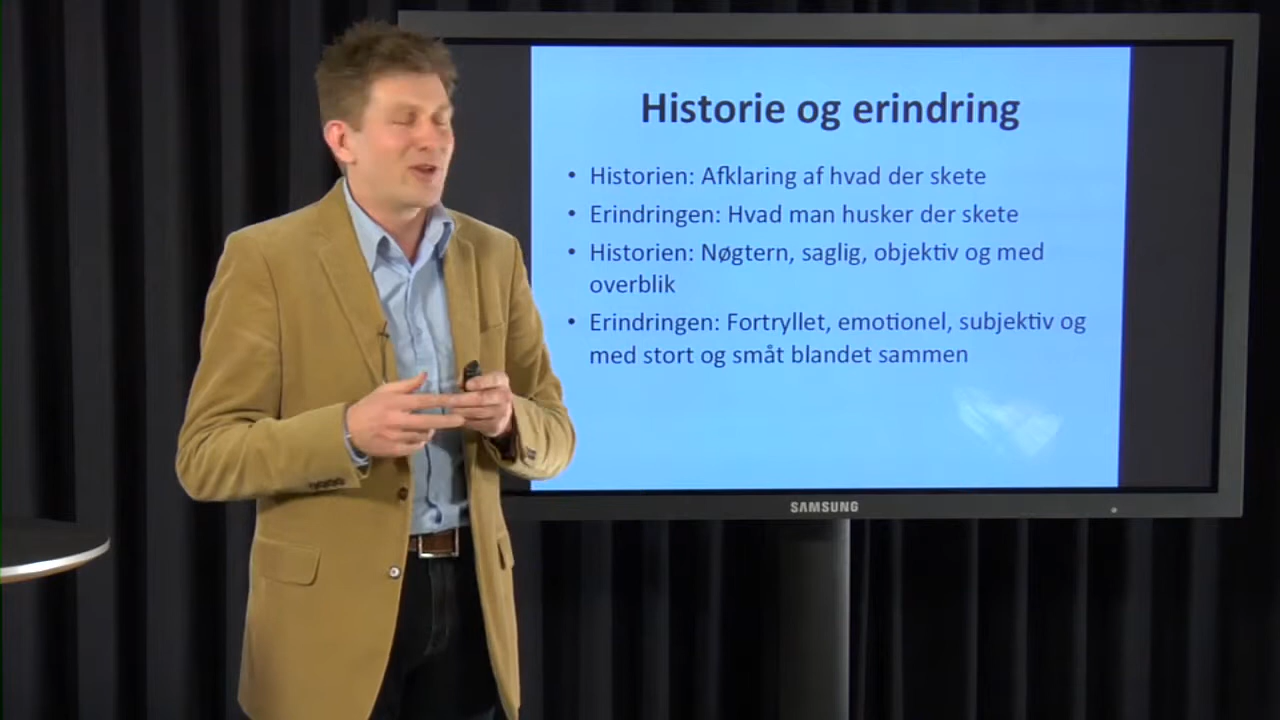 Historie og erindring
• Historien: Afklaring af hvad der skete
• Erindringen: Hvad man husker der skete
• Historien: Nøgtern, saglig, objektiv og med
overblik
• Erindringen: Fortryllet, emotionel, subjektiv og
med stort og småt blandet sammen
SAMSUNG